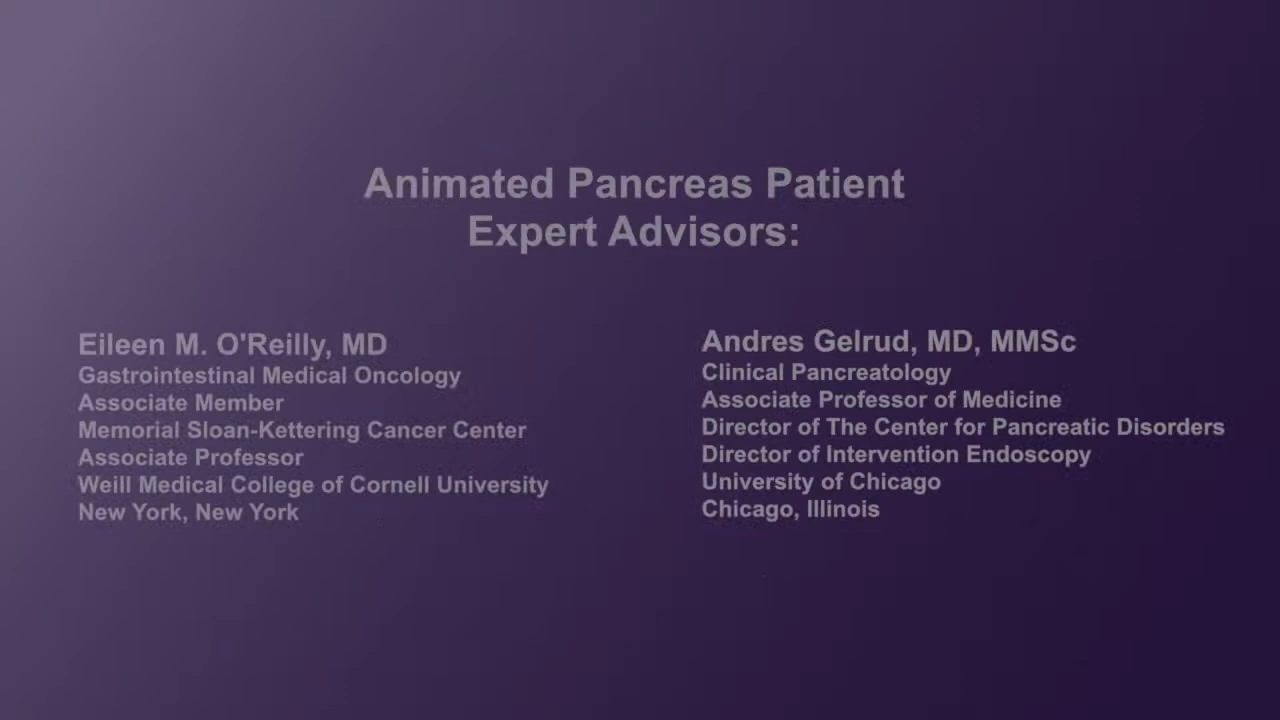 Animated Pancreas Patient
Expert Advisors:
Eileen M. O'Reilly, MD
Gastrointestinal Medical Oncology
Associate Member
Memorial Sloan-Kettering Cancer Center
Associate Professor
Weill Medical College of Cornell University
New York, New York
Andres Gelrud, MD, MMSc
Clinical Pancreatology
Associate Professor of Medicine
Director of The Center for Pancreatic Disorders
Director of Intervention Endoscopy
University of Chicago
Chicago, Illinois